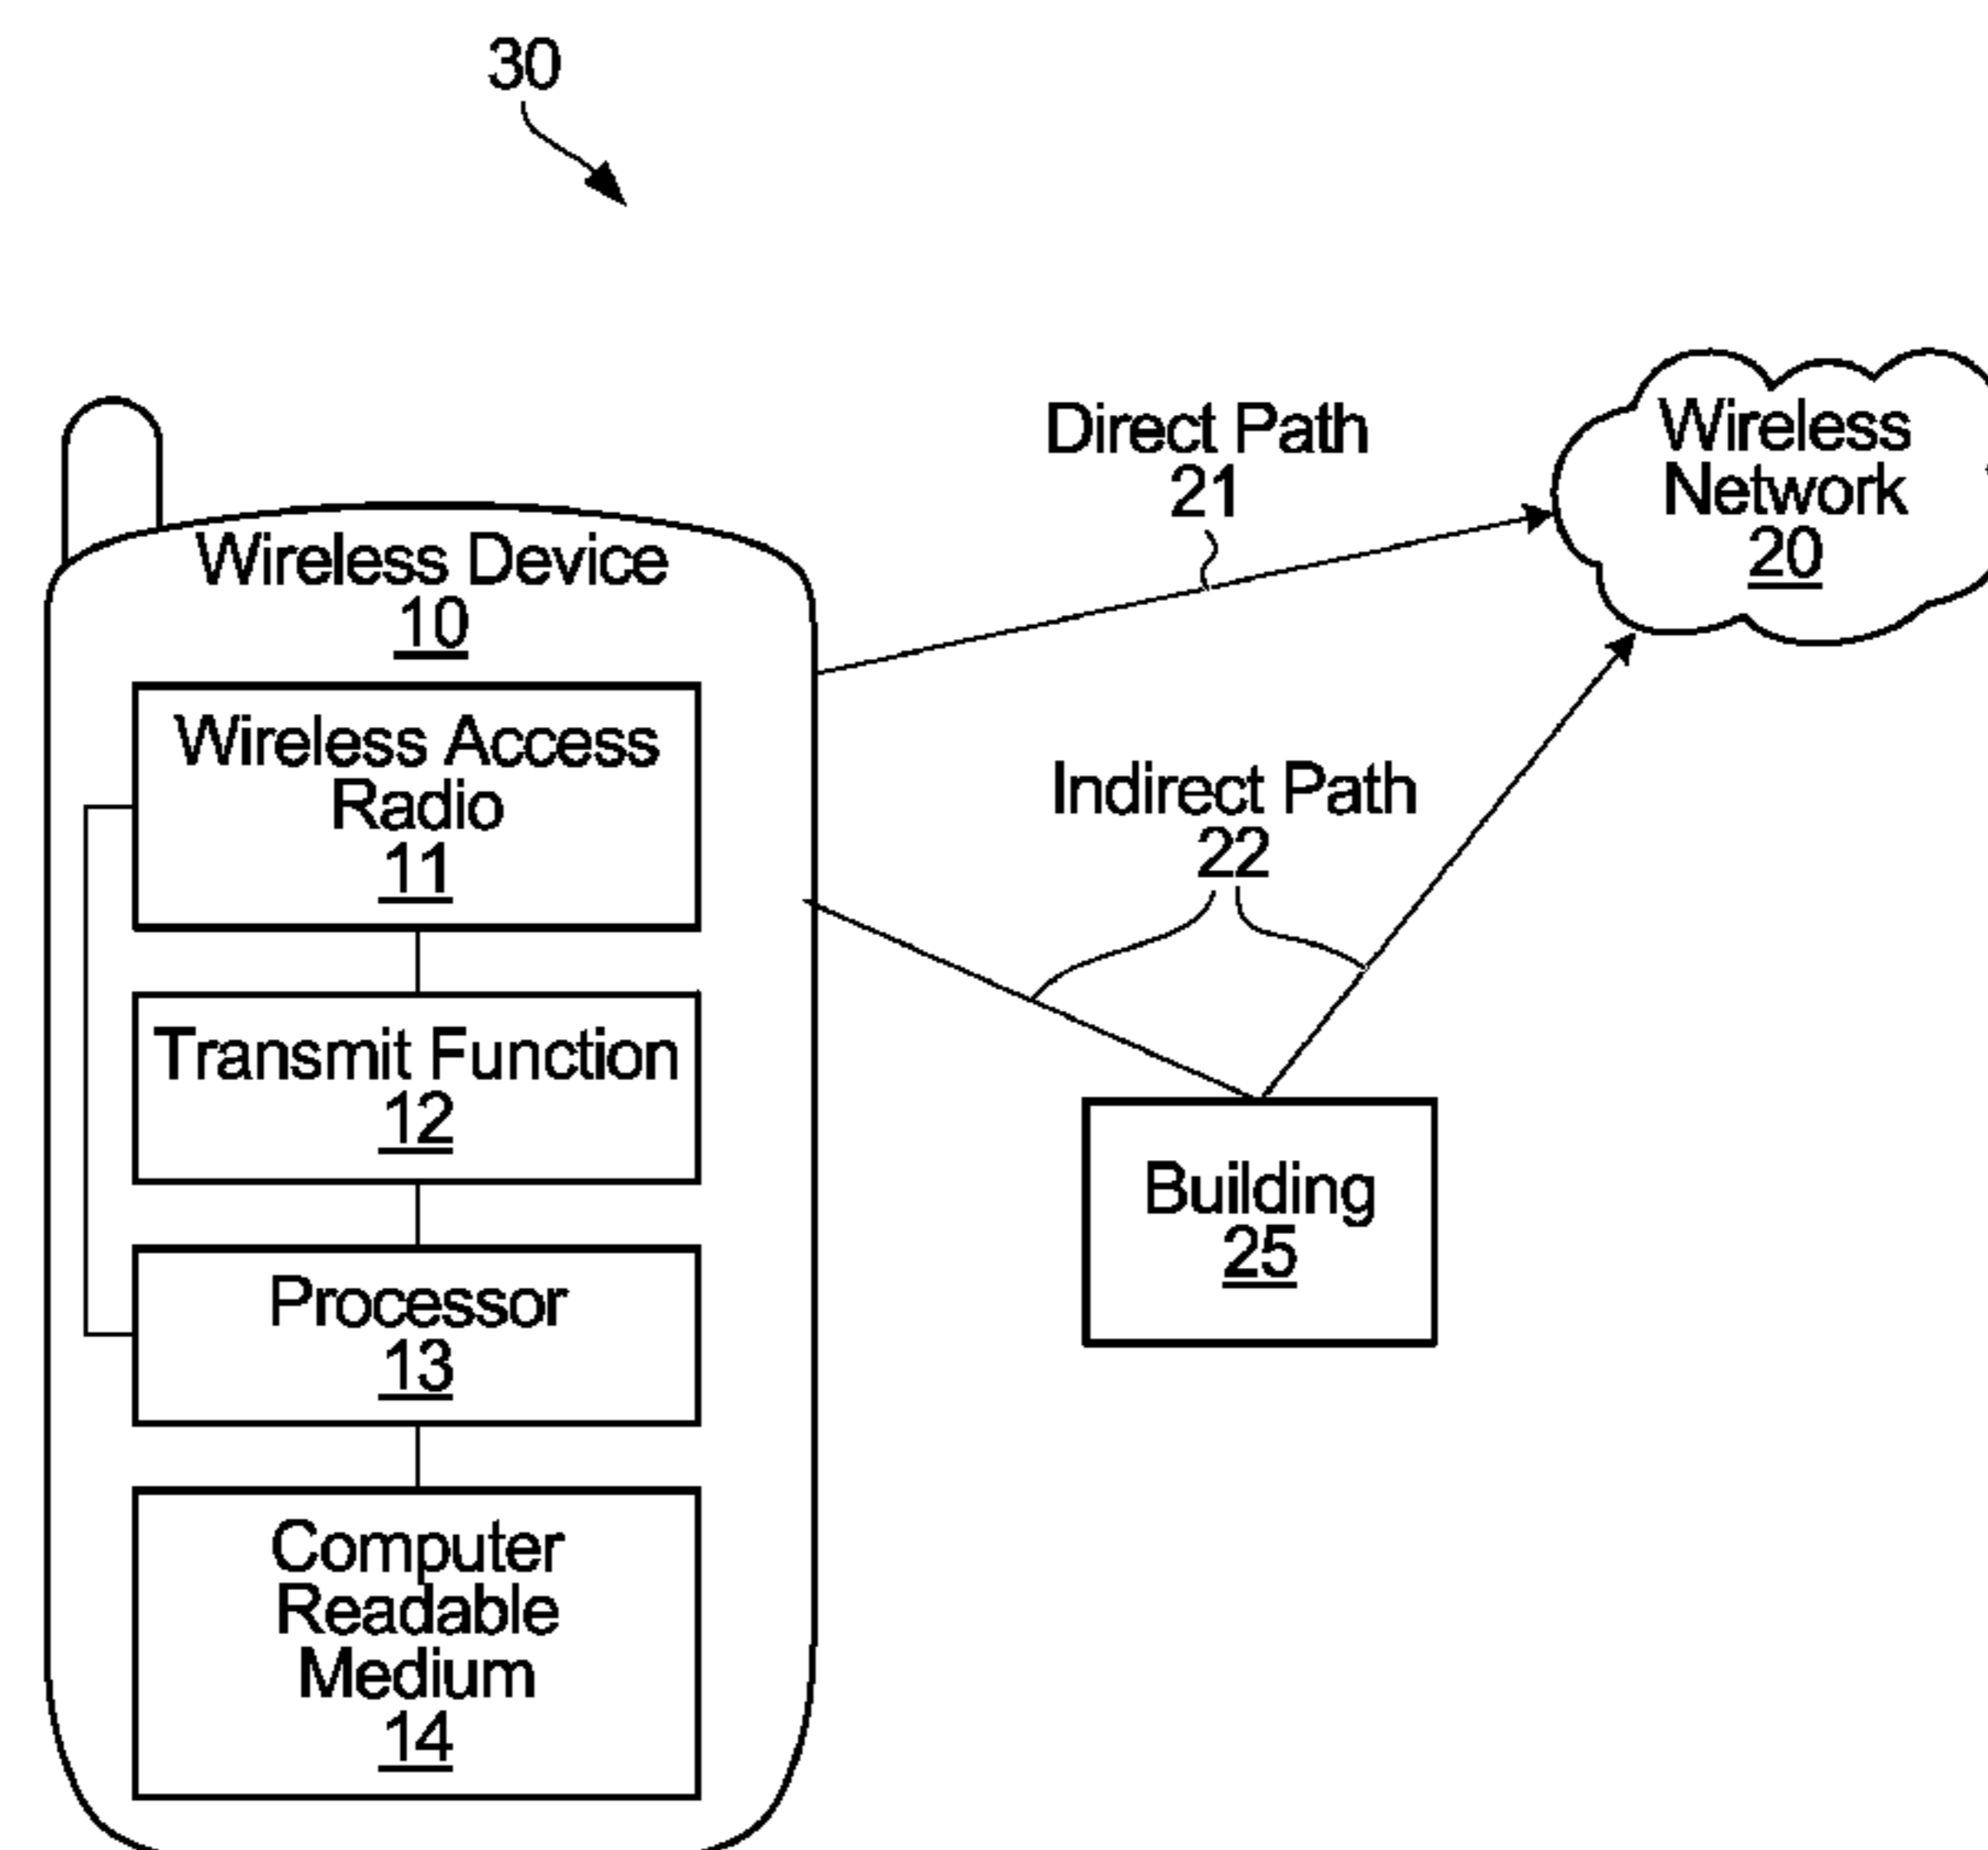 30
Direct Path
21
Wireless
Network
20
Wireless Device
10
Wireless Access
Radio
11
Indirect Path
22
Transmit Function
12
Building
25
Processor
13
Computer
Readable
Medium
14